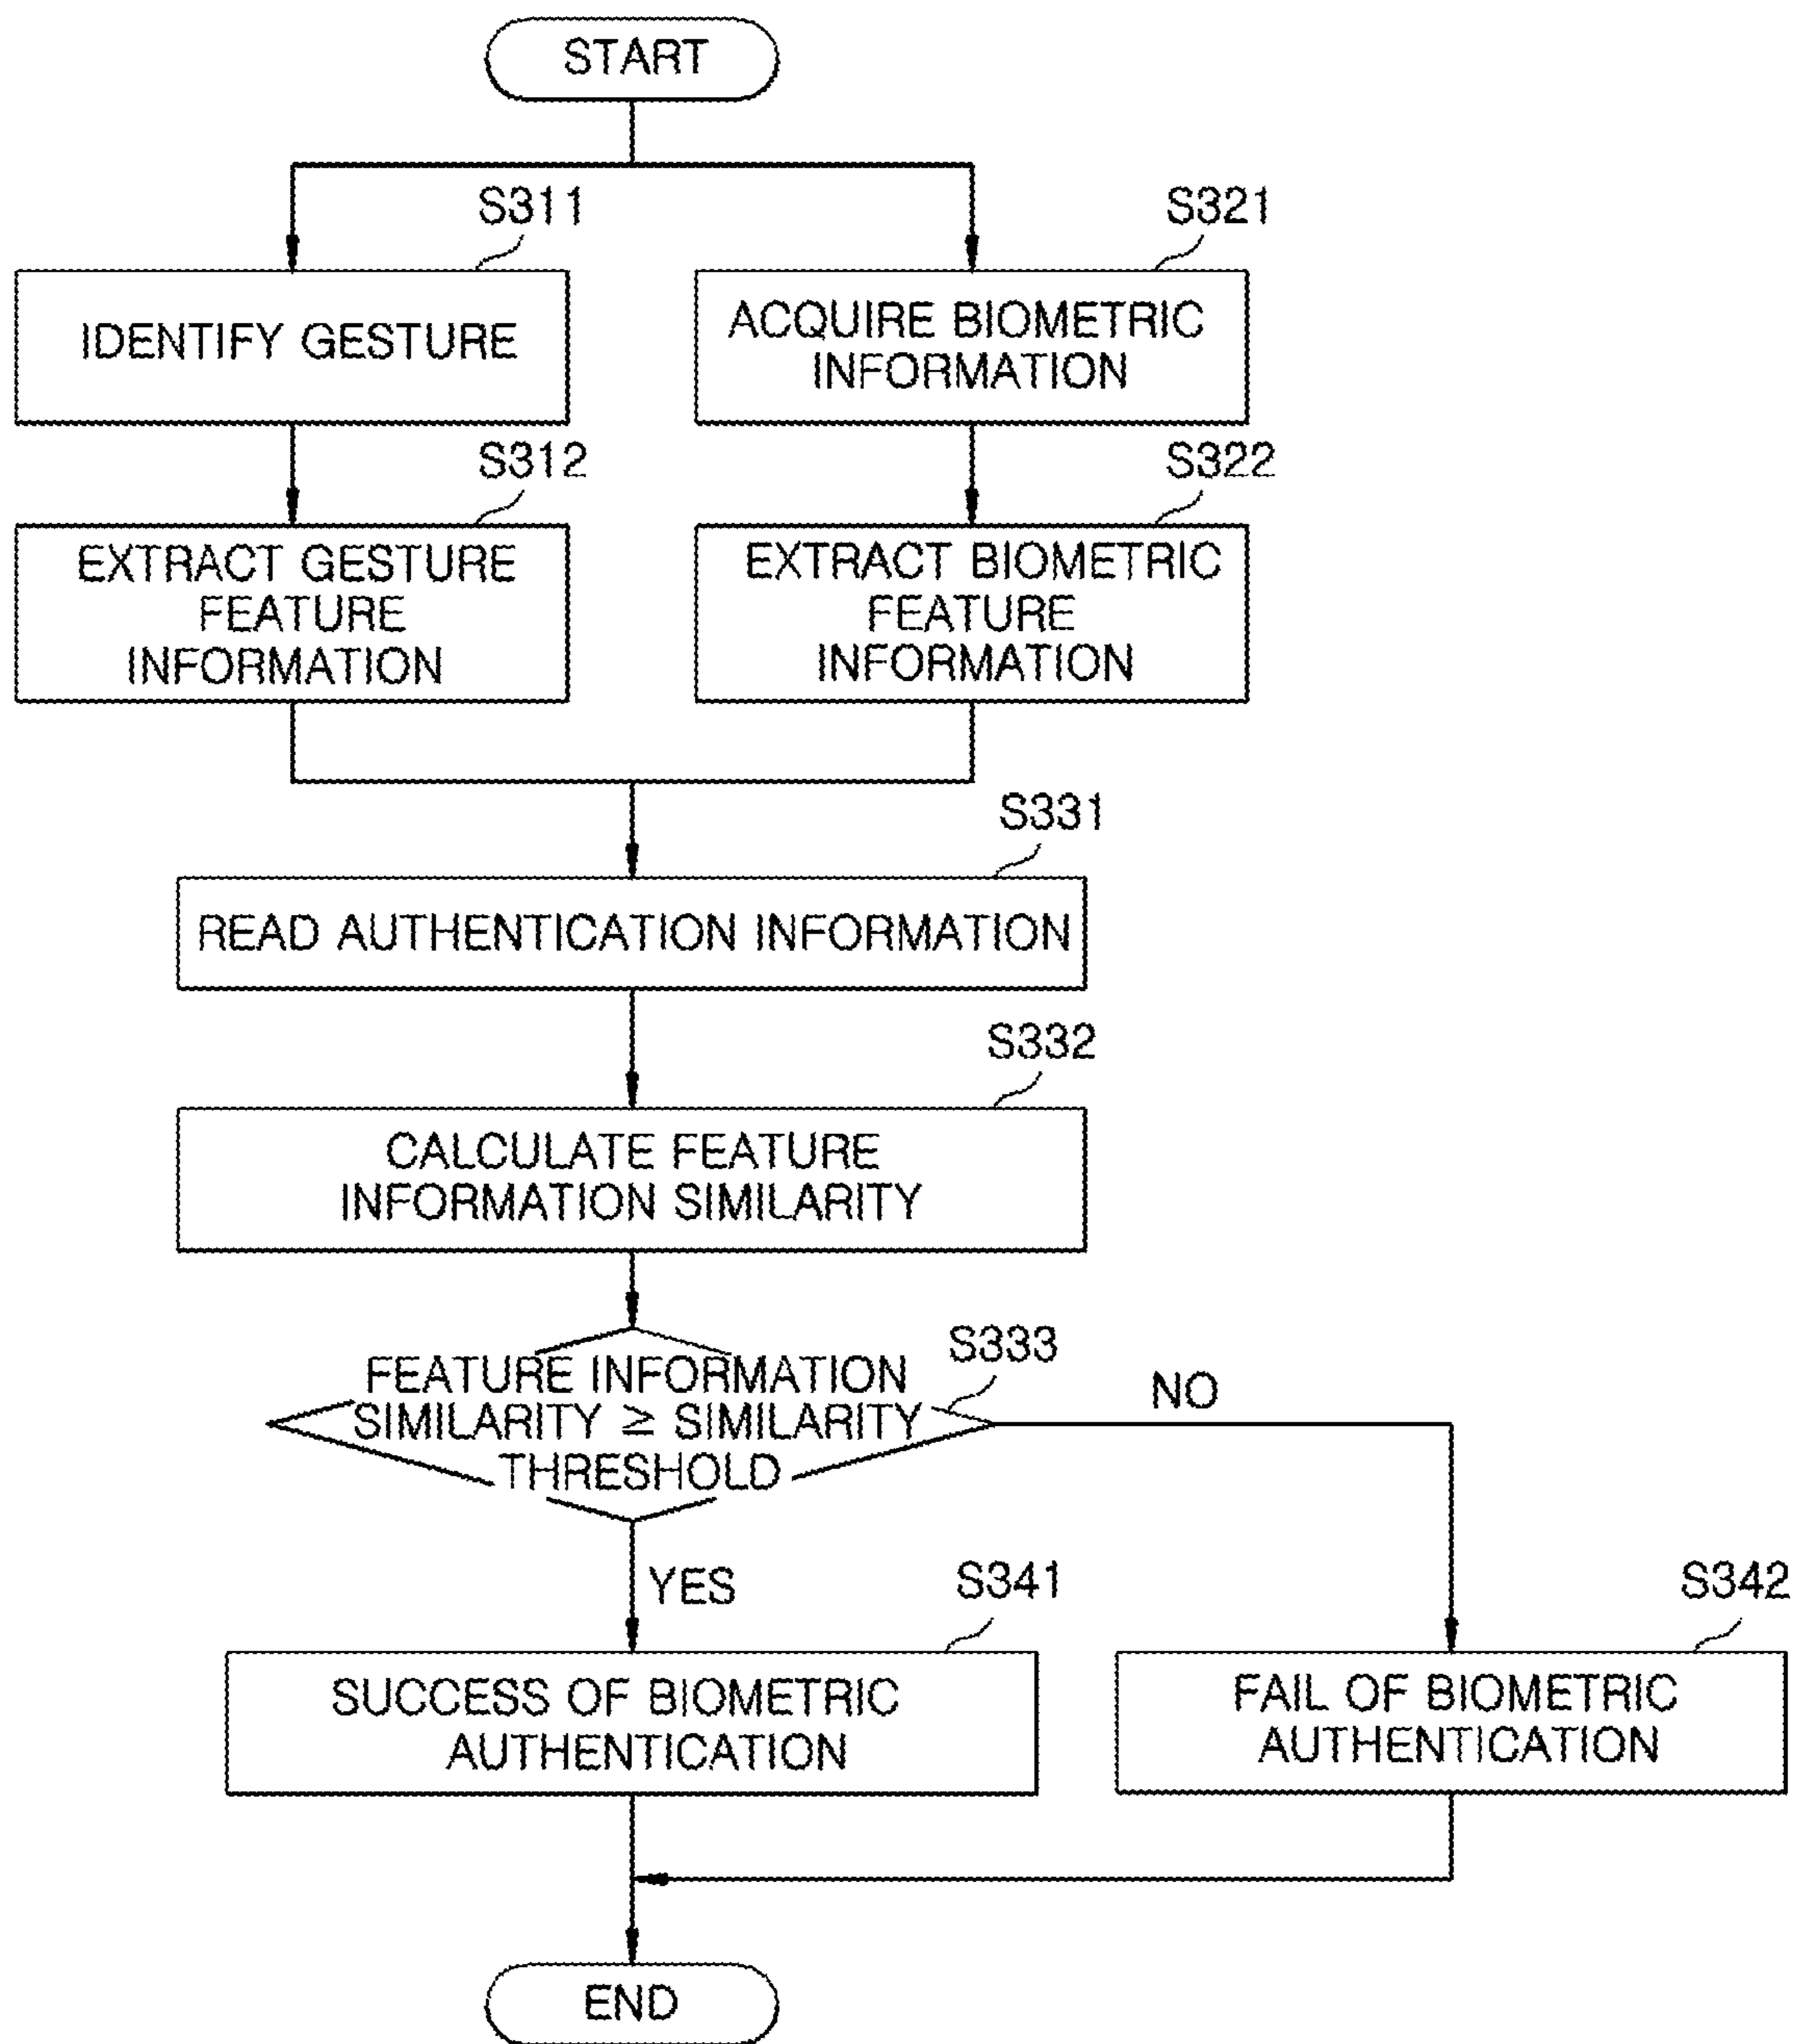 START
S311
S321
IDENTIFY GESTURE
ACQUIRE BIOMETRIC
INFORMATION
S312
S322
EXTRACT GESTURE
FEATURE
INFORMATION
EXTRACT BIOMETRIC
FEATURE
INFORMATION
S331
READ AUTHENTICATION INFORMATION
S332
CALCULATE FEATURE
INFORMATION SIMILARITY
S333
FEATURE INFORMATION
SIMILARITY ≥ SIMILARITY
THRESHOLD
NO
YES
S341
S342
SUCCESS OF BIOMETRIC
AUTHENTICATION
FAIL OF BIOMETRIC
AUTHENTICATION
END